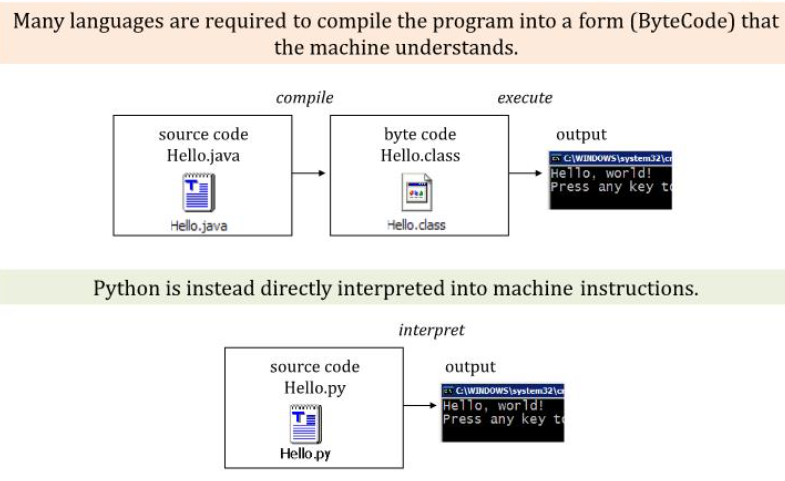 Many languages are required to compile the program into a form (ByteCode) that
the machine understands.
compile
execute
source code
Hello.java
Hello.java
byte code
Hello.class
Hello.class
output
C:\WINDOWS\system32\c
Hello, world!
Press any key t
Python is instead directly interpreted into machine instructions.
interpret
source code
Hello.py
Hello.py
output
C:\WINDOWS\system32\c
Hello, world!
Press any key t